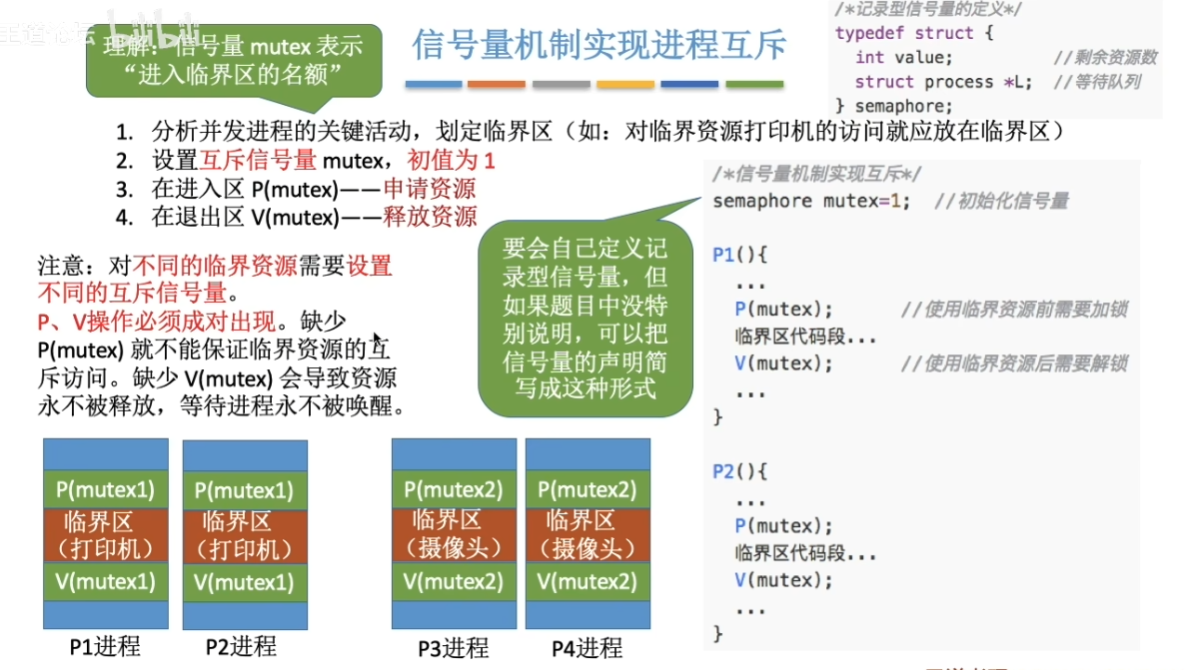 王道论坛 bilibili
理解：信号量 mutex 表示
“进入临界区的名额”
信号量机制实现进程互斥
/*记录型信号量的定义*/
typedef struct {
int value; //剩余资源数
struct process *L; //等待队列
} semaphore;
1. 分析并发进程的关键活动，划定临界区（如：对临界资源打印机的访问就应放在临界区）
2. 设置互斥信号量 mutex，初值为 1
3. 在进入区 P(mutex)——申请资源
4. 在退出区 V(mutex)——释放资源
注意：对不同的临界资源需要设置
不同的互斥信号量。
P、V操作必须成对出现。缺少
P(mutex) 就不能保证临界资源的互
斥访问。缺少 V(mutex) 会导致资源
永不被释放，等待进程永不被唤醒。
要会自己定义记
录型信号量，但
如果题目中没特
别说明，可以把
信号量的声明简
写成这种形式
/*信号量机制实现互斥*/
semaphore mutex=1; //初始化信号量
P1(){
...
P(mutex); //使用临界资源前需要加锁
临界区代码段...
V(mutex); //使用临界资源后需要解锁
...
}
P2(){
...
P(mutex);
临界区代码段...
V(mutex);
...
}
P(mutex1)
临界区
（打印机）
V(mutex1)
P1进程
P(mutex1)
临界区
（打印机）
V(mutex1)
P2进程
P(mutex2)
临界区
（摄像头）
V(mutex2)
P3进程
P(mutex2)
临界区
（摄像头）
V(mutex2)
P4进程